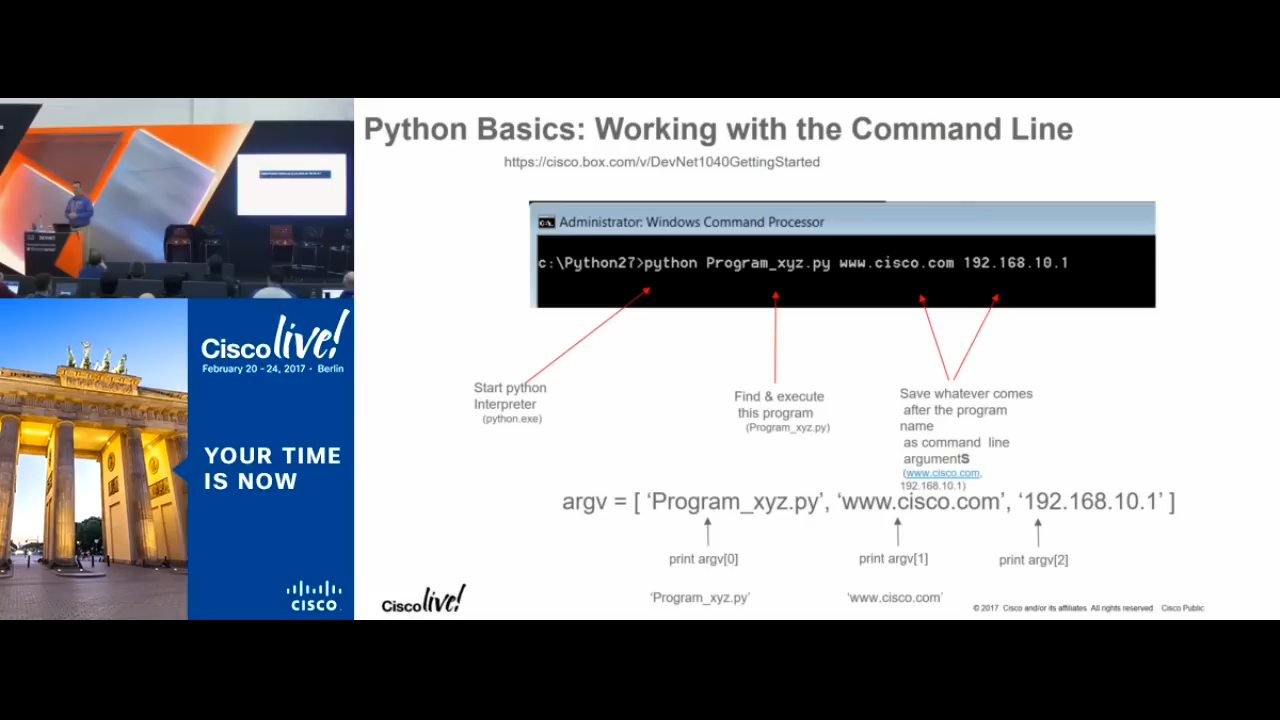 Python Basics: Working with the Command Line
https://cisco.box.com/v/DevNet1040GettingStarted
Administrator: Windows Command Processor
c:\Python27>python Program_xyz.py www.cisco.com 192.168.10.1
Start python
Interpreter
(python.exe)
Find & execute
this program
(Program_xyz.py)
Save whatever comes
after the program
name
as command line
argumentS
(www.cisco.com,
192.168.10.1)
argv = [ ‘Program_xyz.py’, ‘www.cisco.com’, ‘192.168.10.1’ ]
print argv[0]
print argv[1]
print argv[2]
‘Program_xyz.py’
‘www.cisco.com’
Cisco live!
© 2017 Cisco and/or its affiliates. All rights reserved. Cisco Public
Cisco live!
February 20 - 24, 2017 · Berlin
YOUR TIME
IS NOW
CISCO.